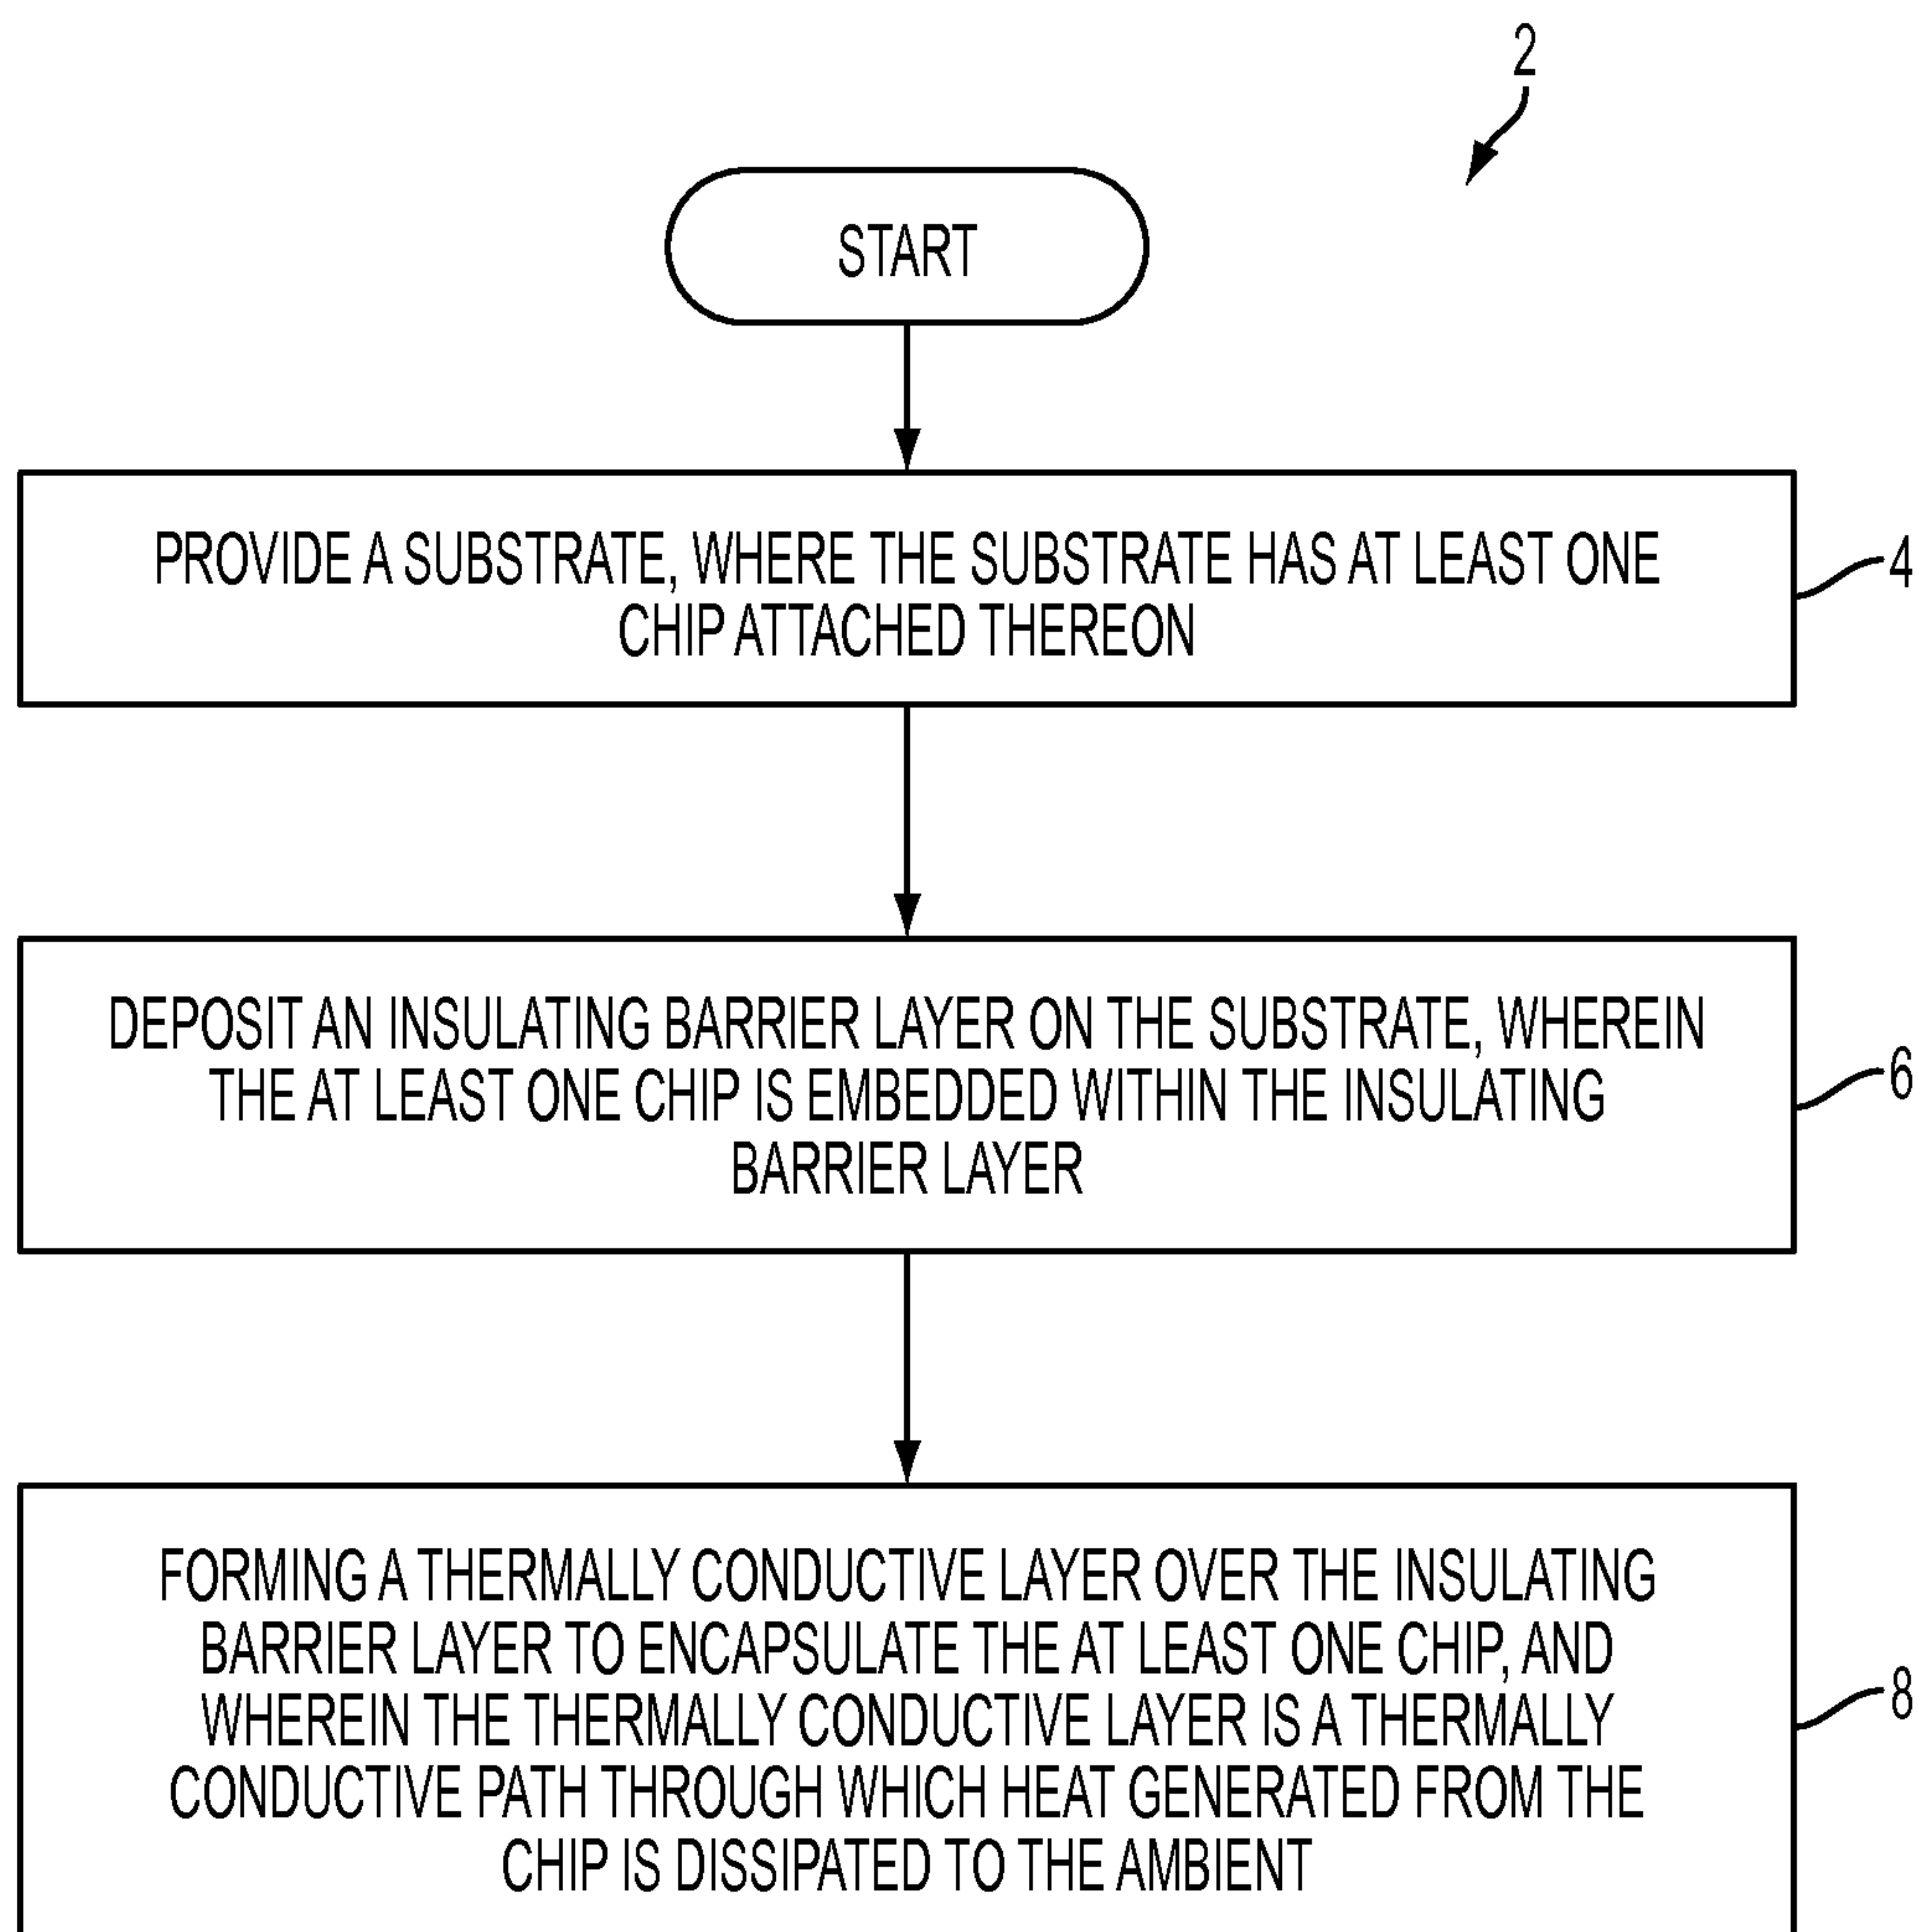 2
START
PROVIDE A SUBSTRATE, WHERE THE SUBSTRATE HAS AT LEAST ONE
CHIP ATTACHED THEREON
4
DEPOSIT AN INSULATING BARRIER LAYER ON THE SUBSTRATE, WHEREIN
THE AT LEAST ONE CHIP IS EMBEDDED WITHIN THE INSULATING
BARRIER LAYER
6
FORMING A THERMALLY CONDUCTIVE LAYER OVER THE INSULATING
BARRIER LAYER TO ENCAPSULATE THE AT LEAST ONE CHIP, AND
WHEREIN THE THERMALLY CONDUCTIVE LAYER IS A THERMALLY
CONDUCTIVE PATH THROUGH WHICH HEAT GENERATED FROM THE
CHIP IS DISSIPATED TO THE AMBIENT
8